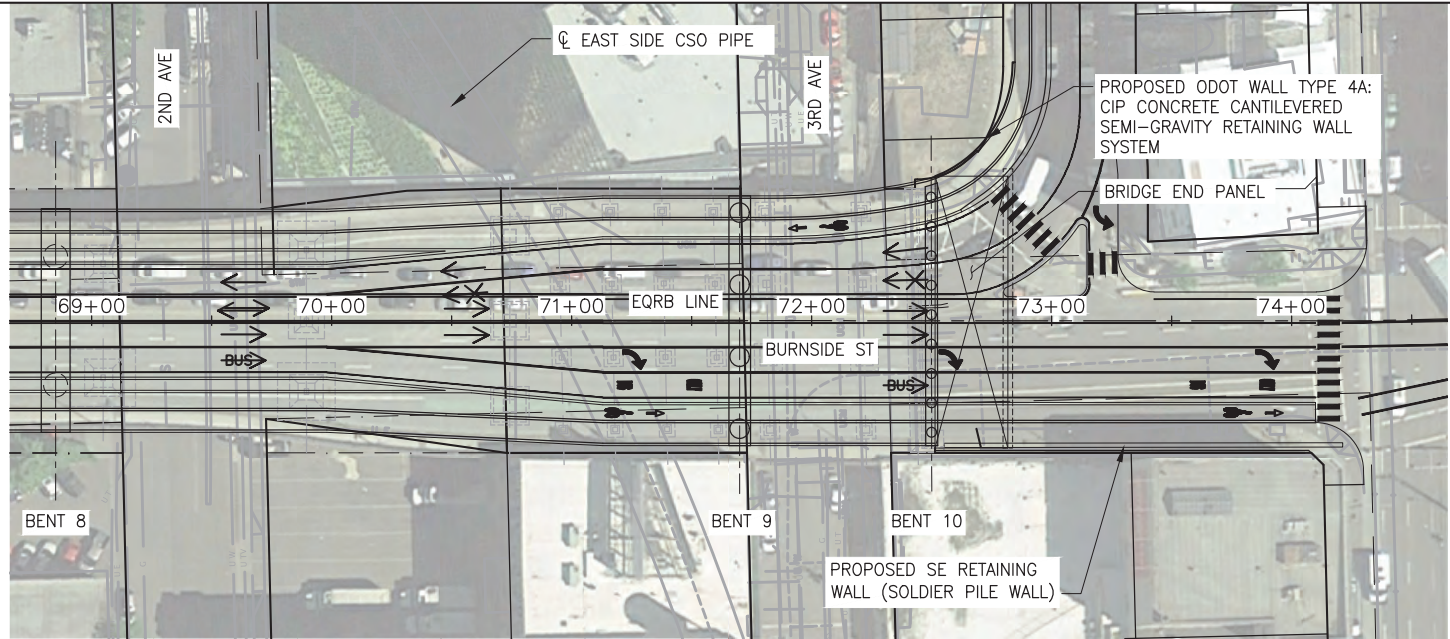 2ND AVE
℄ EAST SIDE CSO PIPE
3RD AVE
PROPOSED ODOT WALL TYPE 4A:
CIP CONCRETE CANTILEVERED
SEMI-GRAVITY RETAINING WALL
SYSTEM
BRIDGE END PANEL
69+00
70+00
71+00
EQRB LINE
72+00
73+00
74+00
BURNSIDE ST
BUS
BUS
BENT 8
BENT 9
BENT 10
PROPOSED SE RETAINING
WALL (SOLDIER PILE WALL)